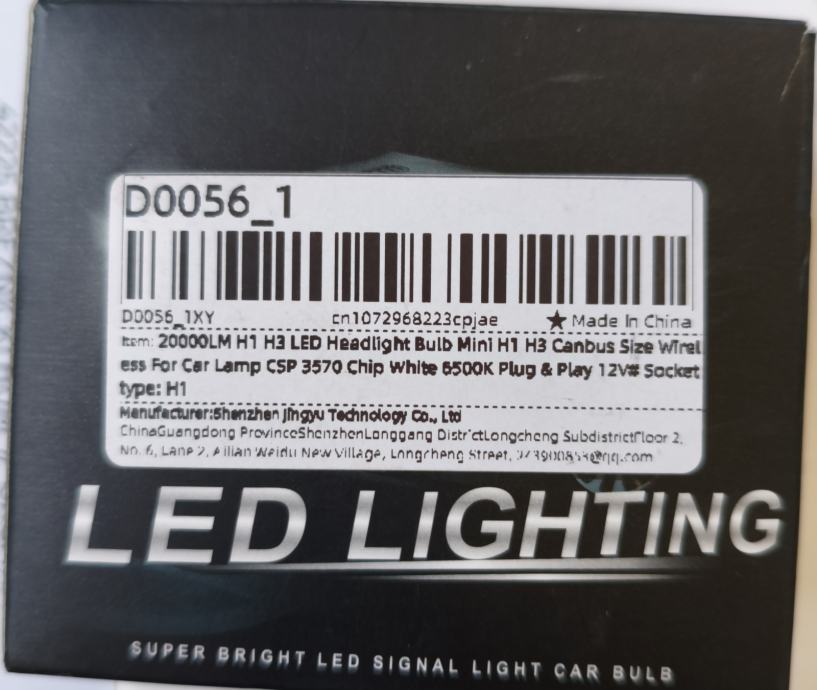 D0056_1
D0056_1XY cn1072968223cpjae ★ Made In China
Item: 20000LM H1 H3 LED Headlight Bulb Mini H1 H3 Canbus Size Wirel
ess For Car Lamp CSP 3570 Chip White 6500K Plug & Play 12V# Socket
type: H1
Manufacturer:Shenzhen Jingyu Technology Co., Ltd
ChinaGuangdong ProvinceShenzhenLonggang DistrictLongcheng SubdistrictFloor 2,
No. 6, Lane 2, Ailian Weidu New Village, Longcheng Street,
LED LIGHTING
SUPER BRIGHT LED SIGNAL LIGHT CAR BULB